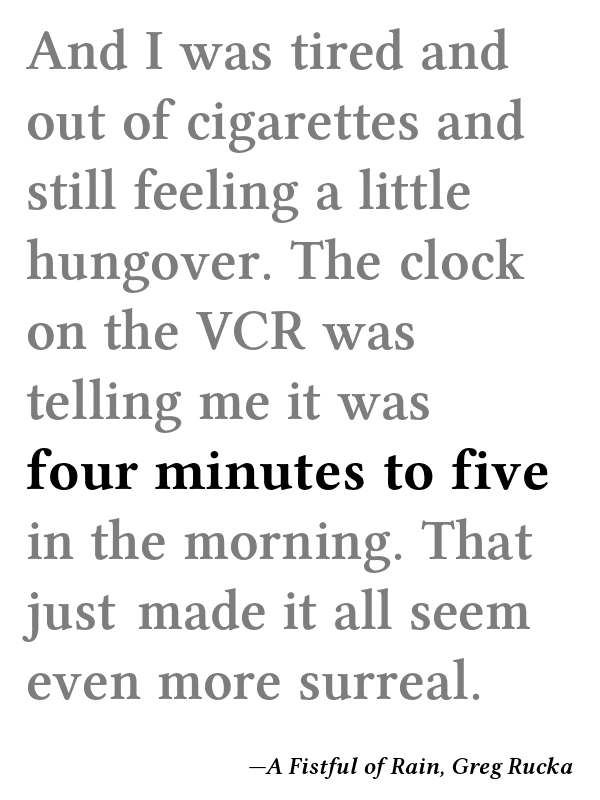 And I was tired and
out of cigarettes and
still feeling a little
hungover. The clock
on the VCR was
telling me it was
four minutes to five
in the morning. That
just made it all seem
even more surreal.
—A Fistful of Rain, Greg Rucka